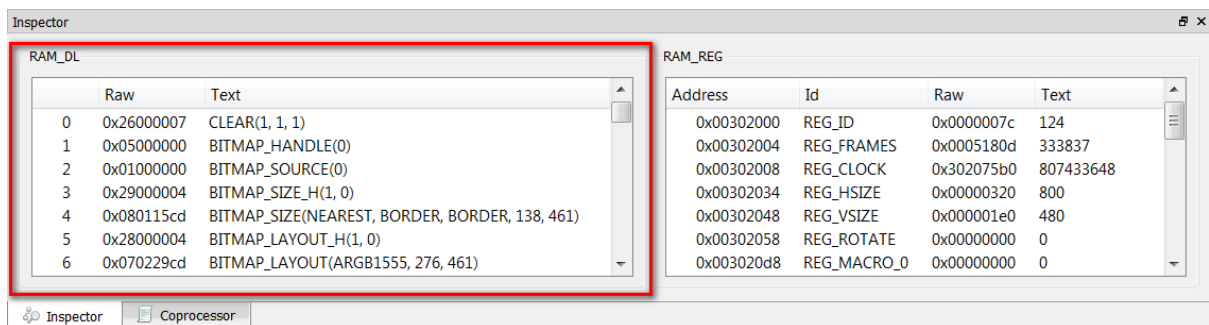 Inspector
RAM_DL
Raw Text
0 0x26000007 CLEAR(1, 1, 1)
1 0x05000000 BITMAP_HANDLE(0)
2 0x01000000 BITMAP_SOURCE(0)
3 0x29000004 BITMAP_SIZE_H(1, 0)
4 0x080115cd BITMAP_SIZE(NEAREST, BORDER, BORDER, 138, 461)
5 0x28000004 BITMAP_LAYOUT_H(1, 0)
6 0x070229cd BITMAP_LAYOUT(ARGB1555, 276, 461)
RAM_REG
Address Id Raw Text
0x00302000 REG_ID 0x0000007c 124
0x00302004 REG_FRAMES 0x0005180d 333837
0x00302008 REG_CLOCK 0x302075b0 807433648
0x00302034 REG_HSIZE 0x00000320 800
0x00302048 REG_VSIZE 0x000001e0 480
0x00302058 REG_ROTATE 0x00000000 0
0x003020d8 REG_MACRO_0 0x00000000 0
Inspector Coprocessor